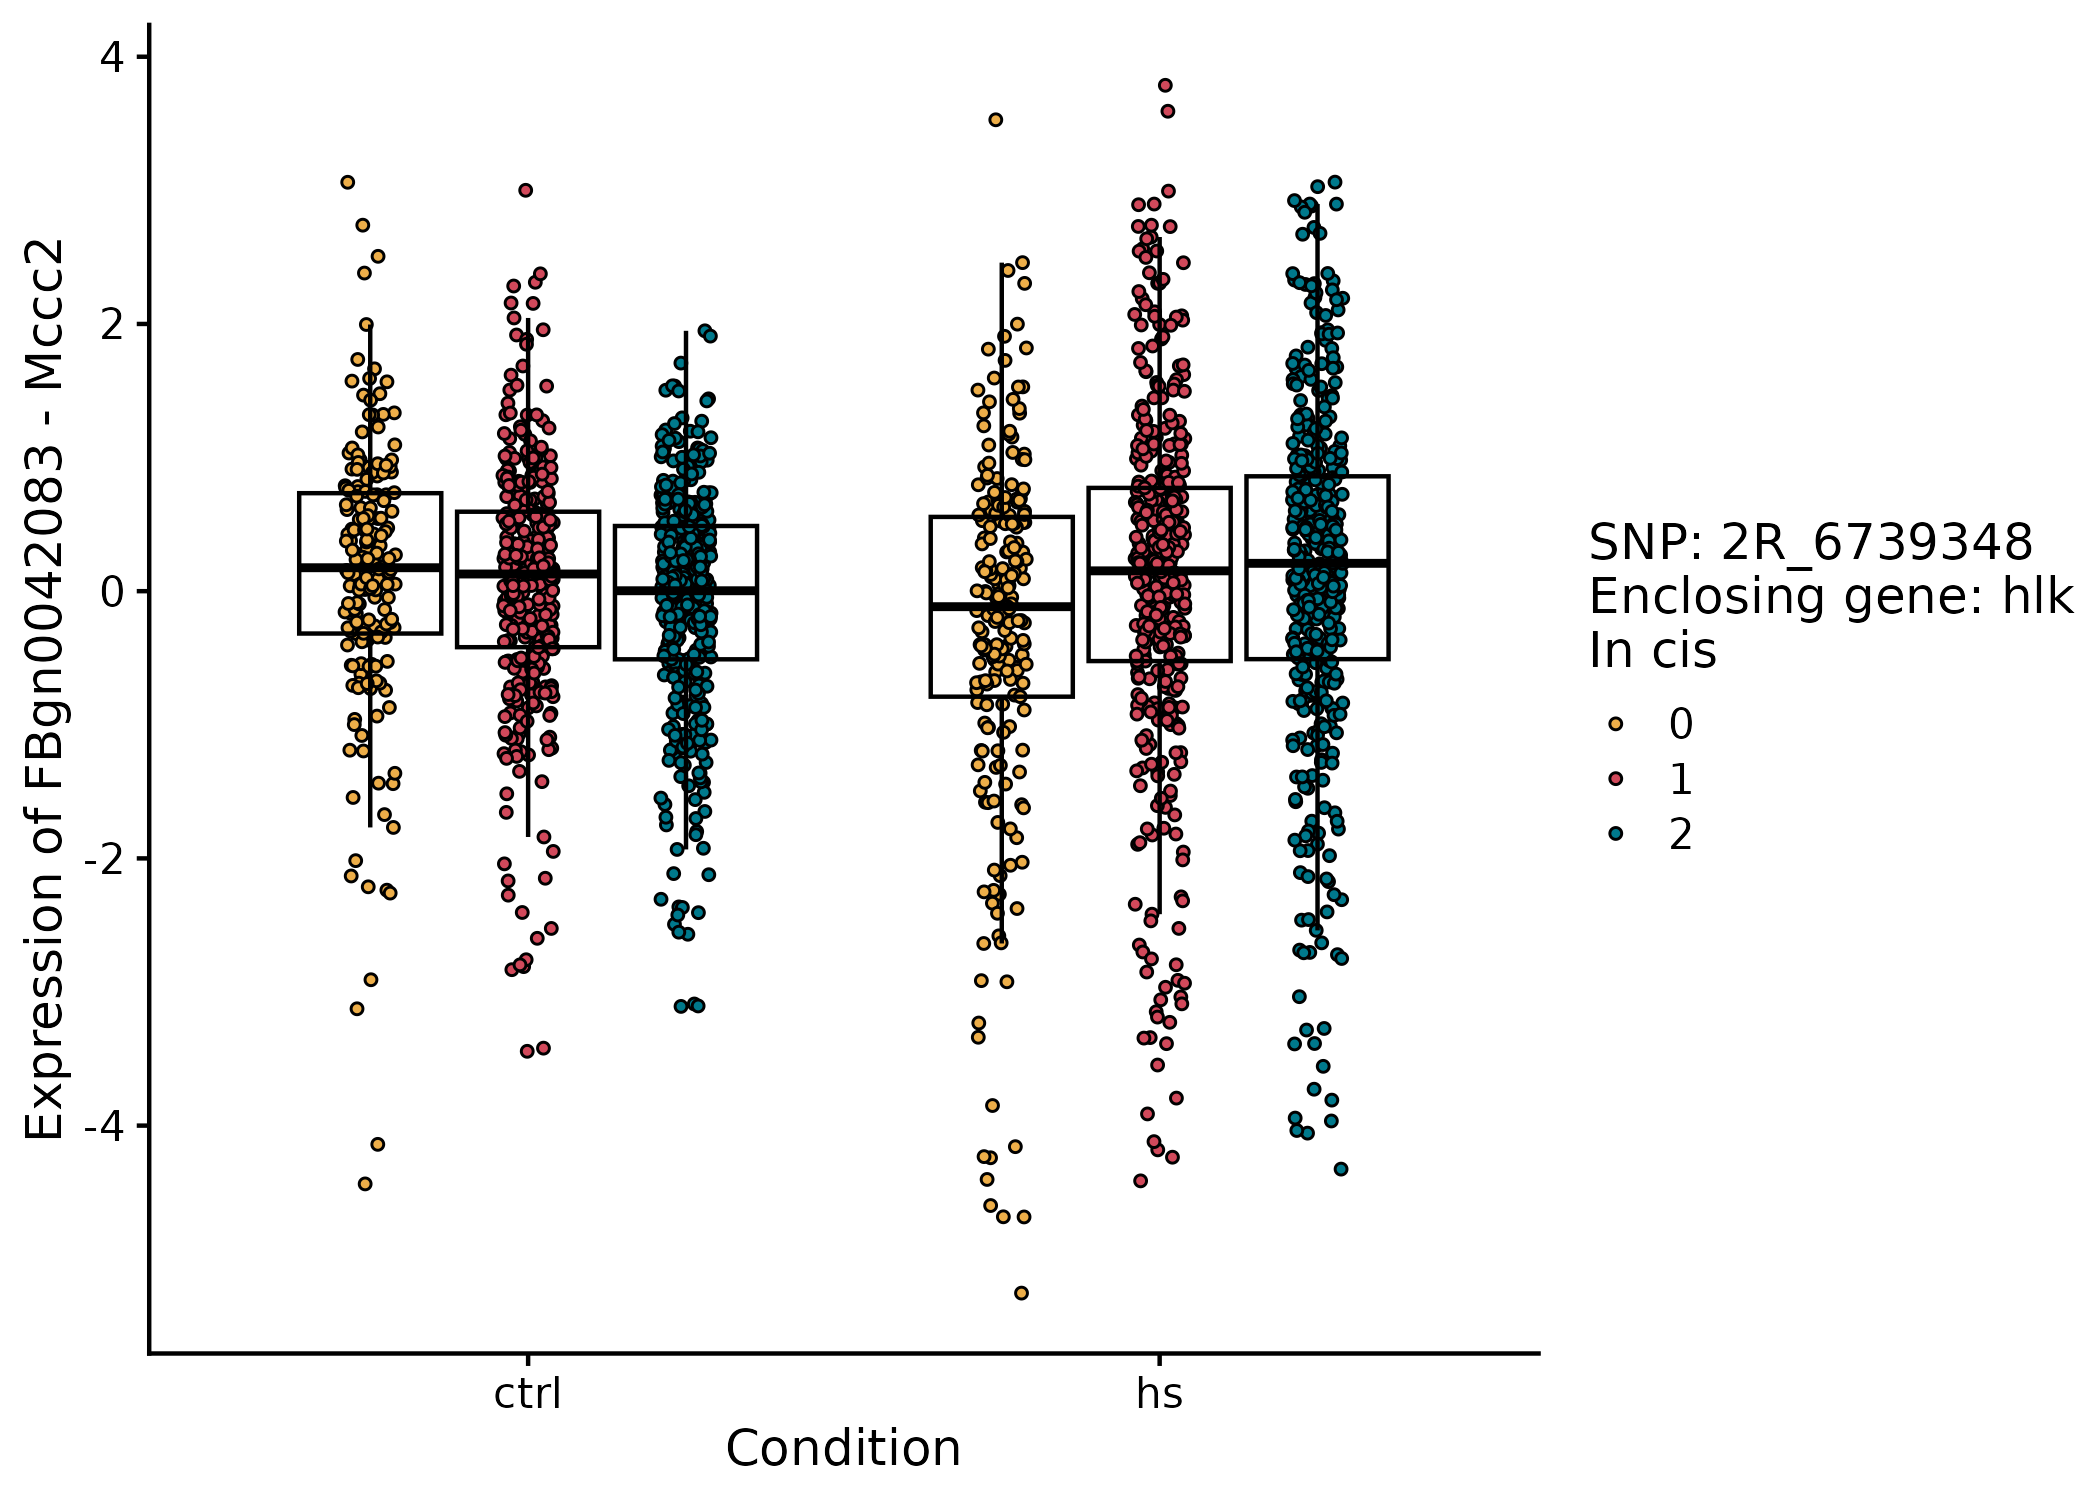 Expression of FBgn0042083 - Mccc2
4
2
0
-2
-4
ctrl
hs
Condition
SNP: 2R_6739348
Enclosing gene: hlk
In cis
0
1
2